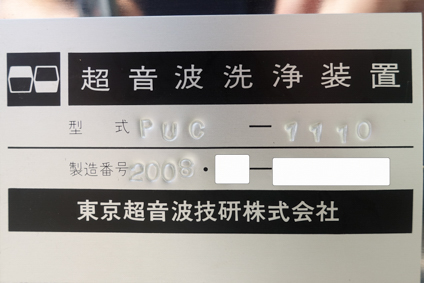 超音波洗浄装置
型 式 PUC — 1110
製造番号 2008・ —
東京超音波技研株式会社